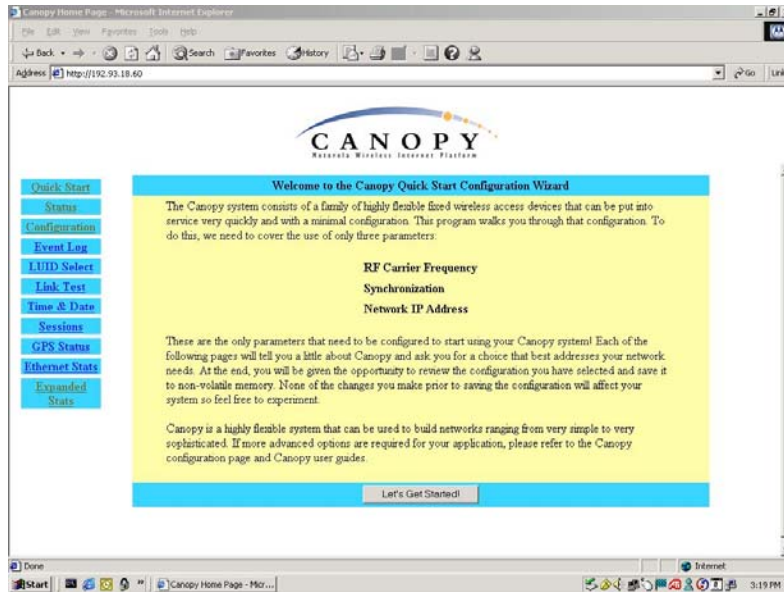 Canopy Home Page - Microsoft Internet Explorer
File Edit View Favorites Tools Help
Back Search Favorites History
Address http://192.93.18.60 Go
CANOPY
Motorola Wireless Internet Platform
Quick Start
Status
Configuration
Event Log
LUID Select
Link Test
Time & Date
Sessions
GPS Status
Ethernet Stats
Expanded
Stats
Welcome to the Canopy Quick Start Configuration Wizard
The Canopy system consists of a family of highly flexible fixed wireless access devices that can be put into
service very quickly and with a minimal configuration. This program walks you through that configuration. To
do this, we need to cover the use of only three parameters:
RF Carrier Frequency
Synchronization
Network IP Address
These are the only parameters that need to be configured to start using your Canopy system! Each of the
following pages will tell you a little about Canopy and ask you for a choice that best addresses your network
needs. At the end, you will be given the opportunity to review the configuration you have selected and save it
to non-volatile memory. None of the changes you make prior to saving the configuration will affect your
system so feel free to experiment.
Canopy is a highly flexible system that can be used to build networks ranging from very simple to very
sophisticated. If more advanced options are required for your application, please refer to the Canopy
configuration page and Canopy user guides.
Let's Get Started!
Done Internet
Start Canopy Home Page - Micr... 3:19 PM